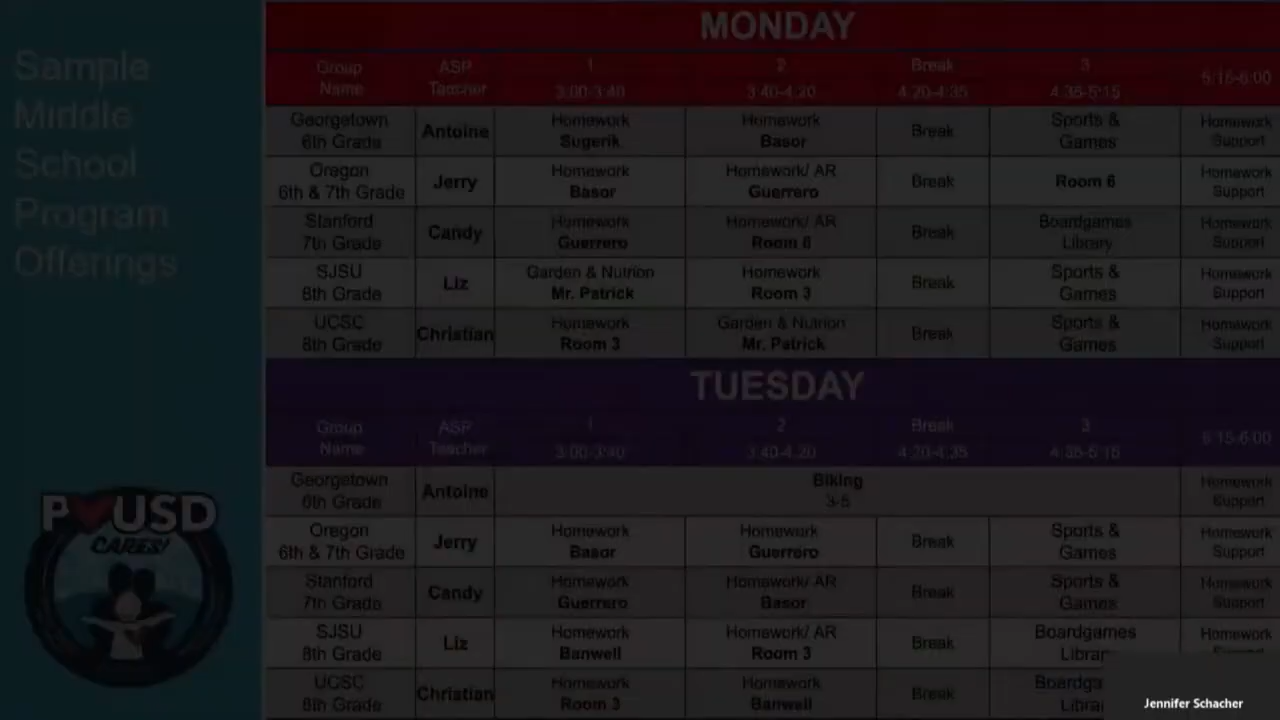 Sample
Middle
School
Program
Offerings
P USD
CARES!
MONDAY
Group Name ASP Teacher 1 3:00-3:40 2 3:40-4:20 Break 4:20-4:35 3 4:35-5:15 5:15-6:00
Georgetown 6th Grade Antoine Homework Sugerik Homework Basor Break Sports & Games Homework Support
Oregon 6th & 7th Grade Jerry Homework Basor Homework/ AR Guerrero Break Room 6 Homework Support
Stanford 7th Grade Candy Homework Guerrero Homework/ AR Room 6 Break Boardgames Library Homework Support
SJSU 8th Grade Liz Garden & Nutrion Mr. Patrick Homework Room 3 Break Sports & Games Homework Support
UCSC 8th Grade Christian Homework Room 3 Garden & Nutrion Mr. Patrick Break Sports & Games Homework Support
TUESDAY
Group Name ASP Teacher 1 3:00-3:40 2 3:40-4:20 Break 4:20-4:35 3 4:35-5:15 5:15-6:00
Georgetown 6th Grade Antoine Biking 3-5 Homework Support
Oregon 6th & 7th Grade Jerry Homework Basor Homework Guerrero Break Sports & Games Homework Support
Stanford 7th Grade Candy Homework Guerrero Homework/ AR Basor Break Sports & Games Homework Support
SJSU 8th Grade Liz Homework Banwell Homework/ AR Room 3 Break Boardgames Homework
UCSC 8th Grade Christian Homework Room 3 Homework Banwell Break
Jennifer Schacher